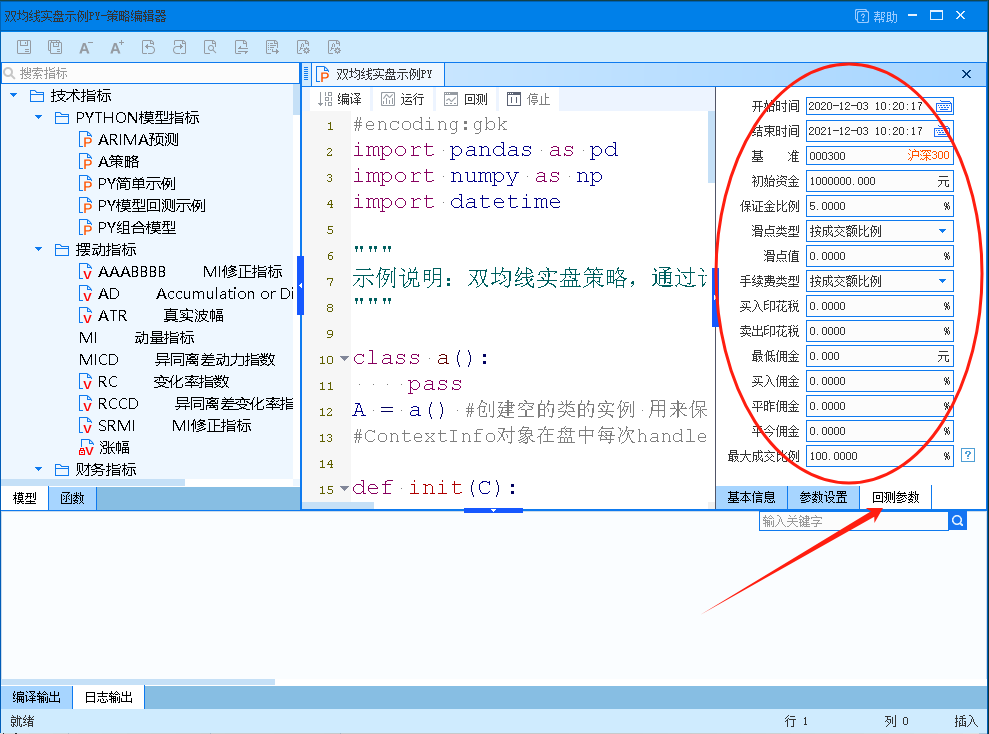 双均线实盘示例PY-策略编辑器
帮助
搜索指标
技术指标
PYTHON模型指标
ARIMA预测
A策略
PY简单示例
PY模型回测示例
PY组合模型
摆动指标
AAABBBB MI修正指标
AD Accumulation or Di
ATR 真实波幅
MI 动量指标
MICD 异同离差动力指数
RC 变化率指数
RCCD 异同离差变化率指
SRMI MI修正指标
涨幅
财务指标
模型 函数
双均线实盘示例PY
编译 运行 回测 停止
1 #encoding:gbk
2 import pandas as pd
3 import numpy as np
4 import datetime
5
6 """
7 示例说明：双均线实盘策略，通过
8 """
9
10 class a():
11 ····pass
12 A = a() #创建空的类的实例 用来保
13 #ContextInfo对象在盘中每次handle
14
15 def init(C):
开始时间 2020-12-03 10:20:17
结束时间 2021-12-03 10:20:17
基 准 000300 沪深300
初始资金 1000000.000 元
保证金比例 5.0000 %
滑点类型 按成交额比例
滑点值 0.0000 %
手续费类型 按成交额比例
买入印花税 0.0000 %
卖出印花税 0.0000 %
最低佣金 0.000 元
买入佣金 0.0000 %
平昨佣金 0.0000 %
平今佣金 0.0000 %
最大成交比例 100.0000 % ?
基本信息 参数设置 回测参数
输入关键字
编译输出 日志输出
就绪 行 1 列 0 插入